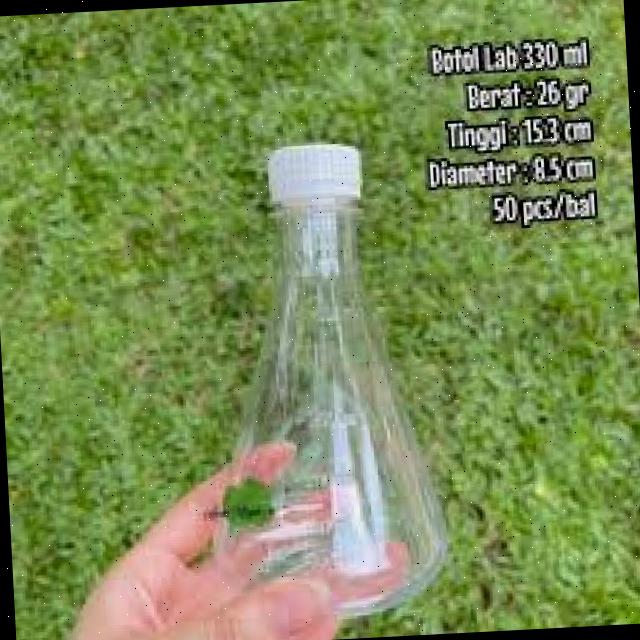 Botol Lab 330 ml
Berat : 26 gr
Tinggi : 15.3 cm
Diameter : 8.5 cm
50 pcs/bal